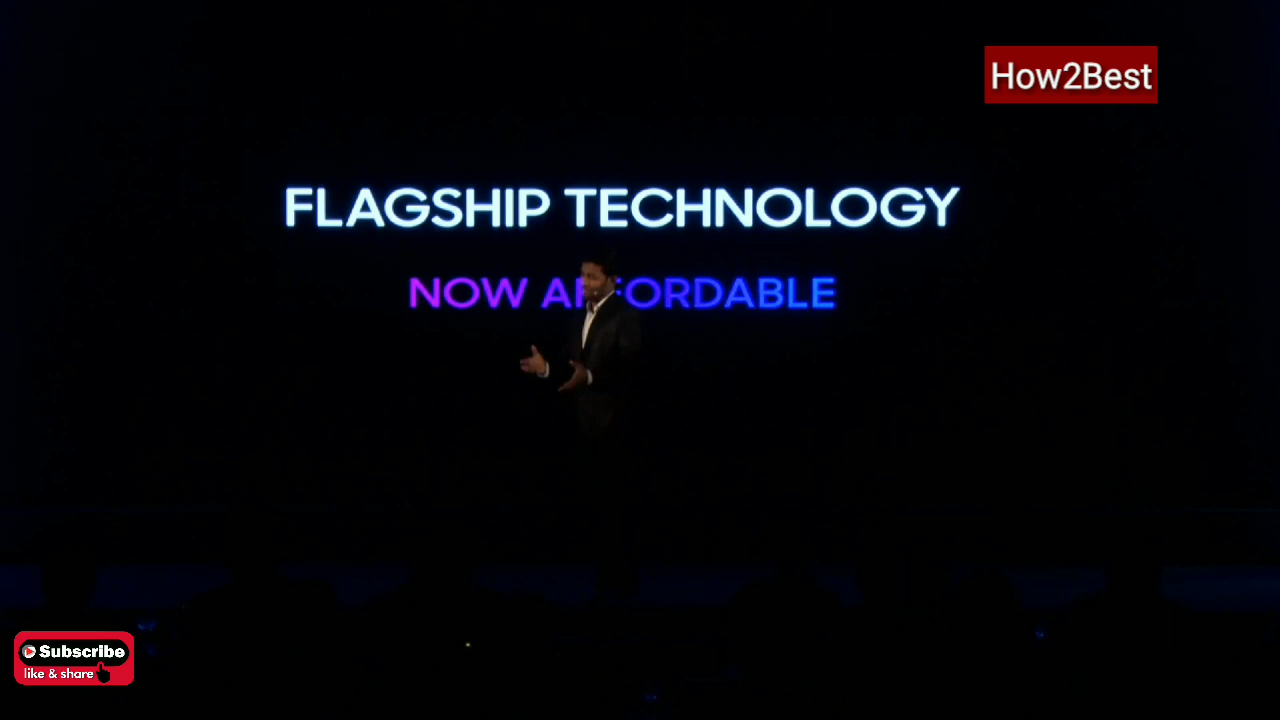 How2Best
FLAGSHIP TECHNOLOGY
NOW AFFORDABLE
Subscribe
like & share